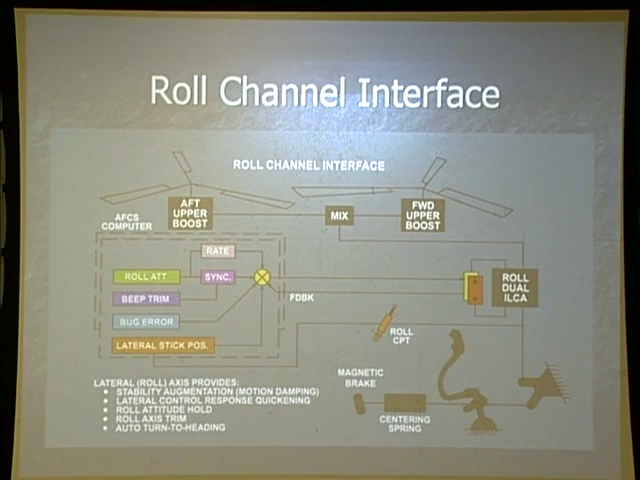 Roll Channel Interface
ROLL CHANNEL INTERFACE
AFT
UPPER
BOOST
MIX
FWD
UPPER
BOOST
AFCS
COMPUTER
RATE
ROLL ATT
SYNC.
BEEP TRIM
FDBK
BUG ERROR
LATERAL STICK POS.
ROLL
DUAL
ILCA
ROLL
CPT
MAGNETIC
BRAKE
CENTERING
SPRING
LATERAL (ROLL) AXIS PROVIDES:
• STABILITY AUGMENTATION (MOTION DAMPING)
• LATERAL CONTROL RESPONSE QUICKENING
• ROLL ATTITUDE HOLD
• ROLL AXIS TRIM
• AUTO TURN-TO-HEADING